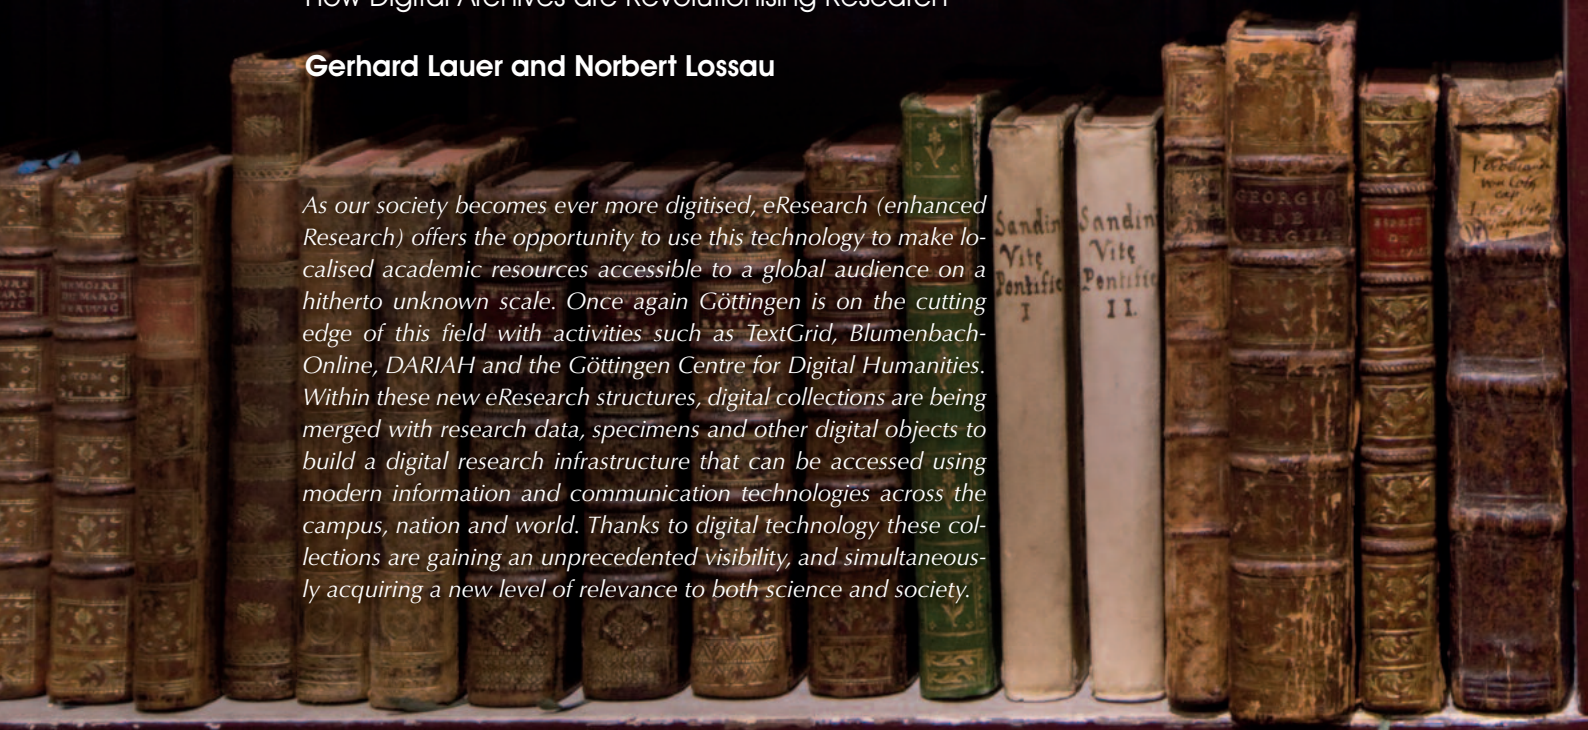 How Digital Archives are Revolutionising Research
Gerhard Lauer and Norbert Lossau
As our society becomes ever more digitised, eResearch (enhanced
Research) offers the opportunity to use this technology to make lo-
calised academic resources accessible to a global audience on a
hitherto unknown scale. Once again Göttingen is on the cutting
edge of this field with activities such as TextGrid, Blumenbach-
Online, DARIAH and the Göttingen Centre for Digital Humanities.
Within these new eResearch structures, digital collections are being
merged with research data, specimens and other digital objects to
build a digital research infrastructure that can be accessed using
modern information and communication technologies across the
campus, nation and world. Thanks to digital technology these col-
lections are gaining an unprecedented visibility, and simultaneous-
ly acquiring a new level of relevance to both science and society.
Sandin
Vite
Pontific
I
Sandin
Vite
Pontific
II.
GEORGIQ
DE
VIRGILE
TOM